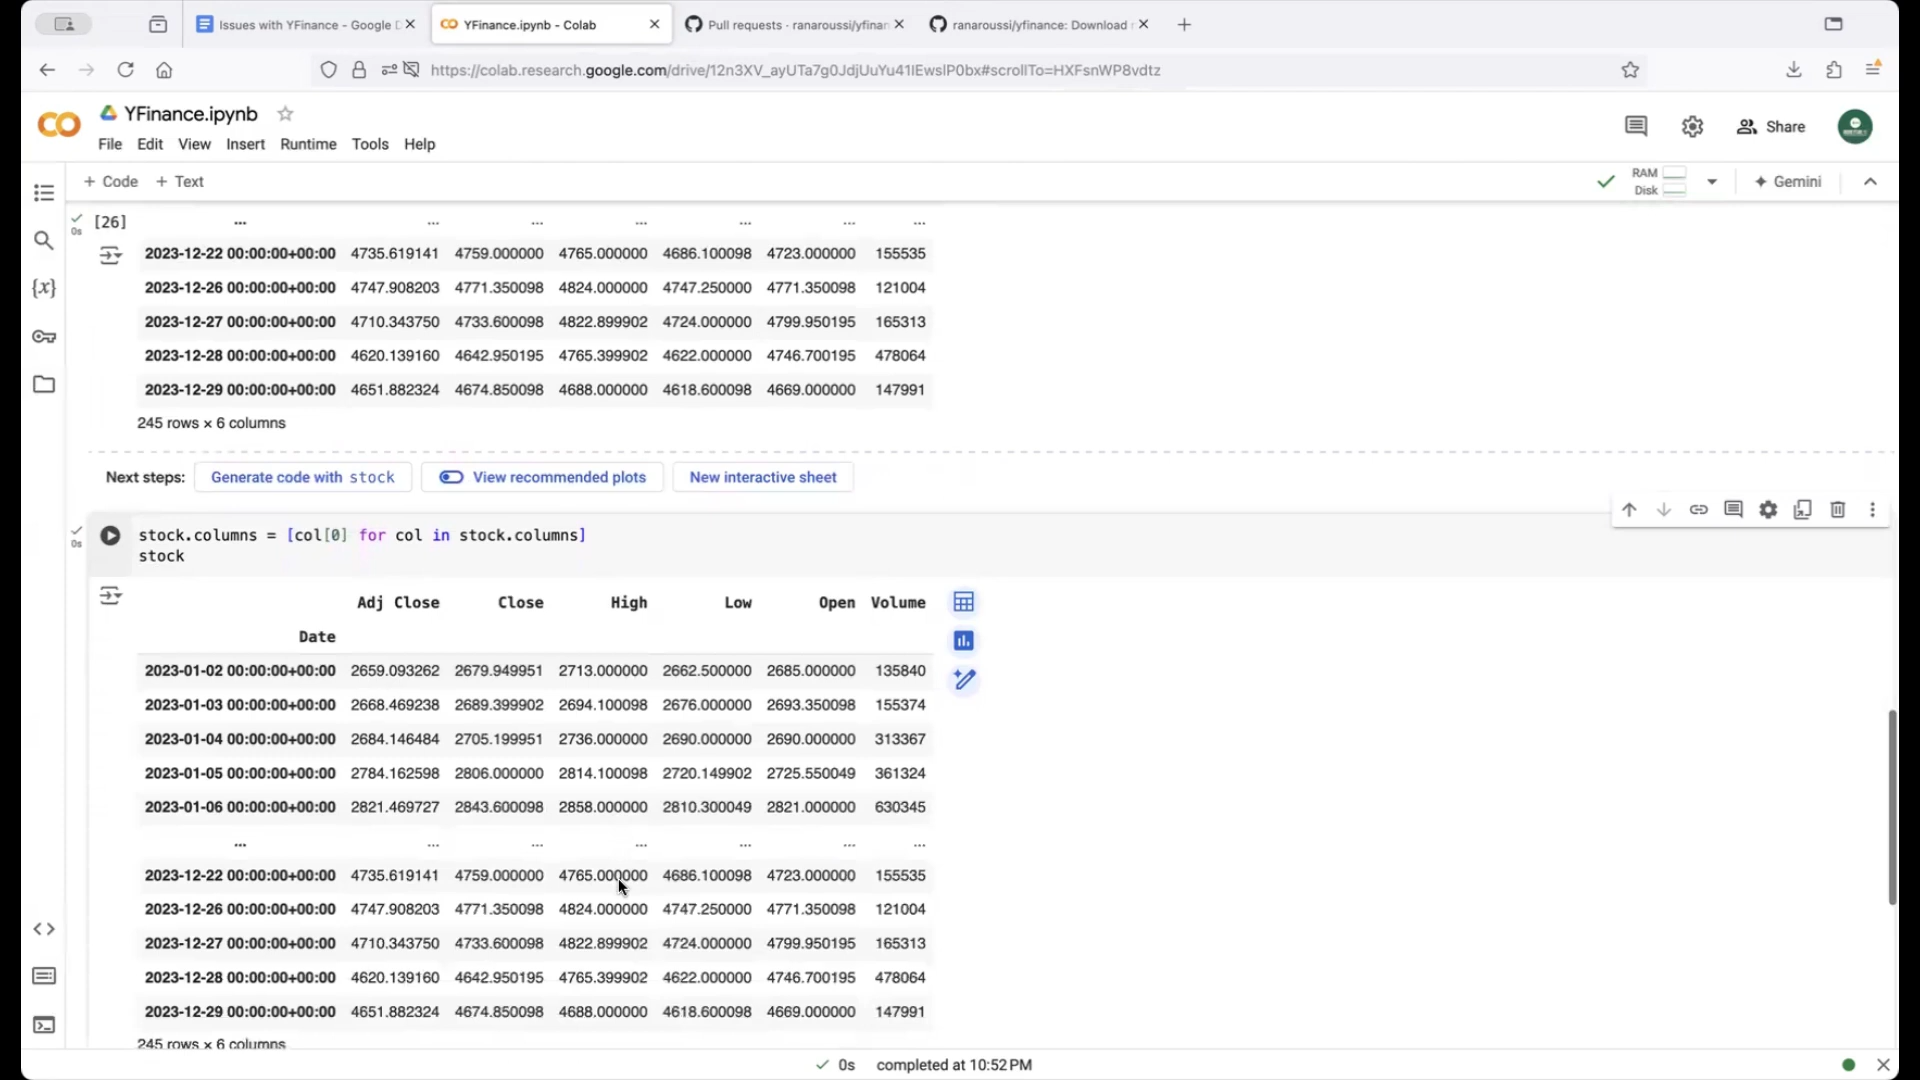 Issues with YFinance - Google D
YFinance.ipynb - Colab
Pull requests · ranaroussi/yfinan
ranaroussi/yfinance: Download
https://colab.research.google.com/drive/12n3XV_ayUTa7g0JdjUuYu41lEwslP0bx#scrollTo=HXFsnWP8vdtz
YFinance.ipynb
File Edit View Insert Runtime Tools Help
Share
+ Code + Text
RAM
Disk
Gemini
[26]
0s
... ... ... ... ... ... ...
2023-12-22 00:00:00+00:00 4735.619141 4759.000000 4765.000000 4686.100098 4723.000000 155535
2023-12-26 00:00:00+00:00 4747.908203 4771.350098 4824.000000 4747.250000 4771.350098 121004
2023-12-27 00:00:00+00:00 4710.343750 4733.600098 4822.899902 4724.000000 4799.950195 165313
2023-12-28 00:00:00+00:00 4620.139160 4642.950195 4765.399902 4622.000000 4746.700195 478064
2023-12-29 00:00:00+00:00 4651.882324 4674.850098 4688.000000 4618.600098 4669.000000 147991
245 rows × 6 columns
Next steps: Generate code with stock View recommended plots New interactive sheet
0s
stock.columns = [col[0] for col in stock.columns]
stock
Adj Close Close High Low Open Volume
Date
2023-01-02 00:00:00+00:00 2659.093262 2679.949951 2713.000000 2662.500000 2685.000000 135840
2023-01-03 00:00:00+00:00 2668.469238 2689.399902 2694.100098 2676.000000 2693.350098 155374
2023-01-04 00:00:00+00:00 2684.146484 2705.199951 2736.000000 2690.000000 2690.000000 313367
2023-01-05 00:00:00+00:00 2784.162598 2806.000000 2814.100098 2720.149902 2725.550049 361324
2023-01-06 00:00:00+00:00 2821.469727 2843.600098 2858.000000 2810.300049 2821.000000 630345
... ... ... ... ... ... ...
2023-12-22 00:00:00+00:00 4735.619141 4759.000000 4765.000000 4686.100098 4723.000000 155535
2023-12-26 00:00:00+00:00 4747.908203 4771.350098 4824.000000 4747.250000 4771.350098 121004
2023-12-27 00:00:00+00:00 4710.343750 4733.600098 4822.899902 4724.000000 4799.950195 165313
2023-12-28 00:00:00+00:00 4620.139160 4642.950195 4765.399902 4622.000000 4746.700195 478064
2023-12-29 00:00:00+00:00 4651.882324 4674.850098 4688.000000 4618.600098 4669.000000 147991
245 rows × 6 columns
0s completed at 10:52 PM